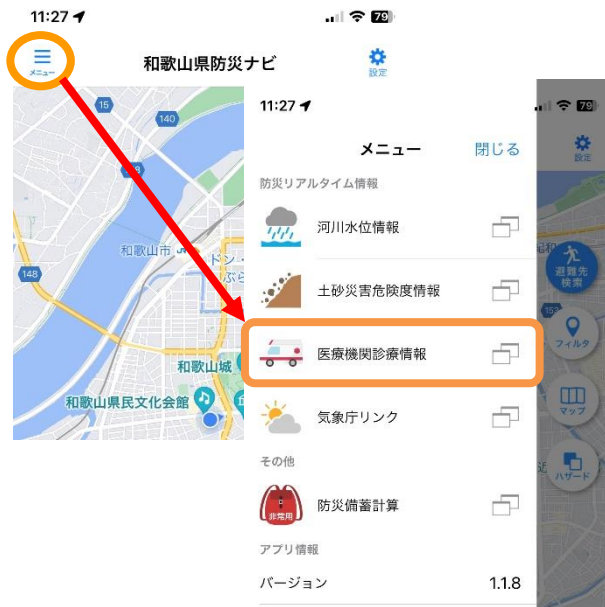 11:27
79
メニュー
和歌山県防災ナビ
設定
15
140
148
和歌山市
ドン・
ぶら
和歌山城
和歌山県民文化会館
11:27
79
メニュー
閉じる
設定
防災リアルタイム情報
河川水位情報
土砂災害危険度情報
医療機関診療情報
気象庁リンク
その他
非常用
防災備蓄計算
アプリ情報
バージョン
1.1.8
避難先
検索
152
フィルタ
マップ
ハザード